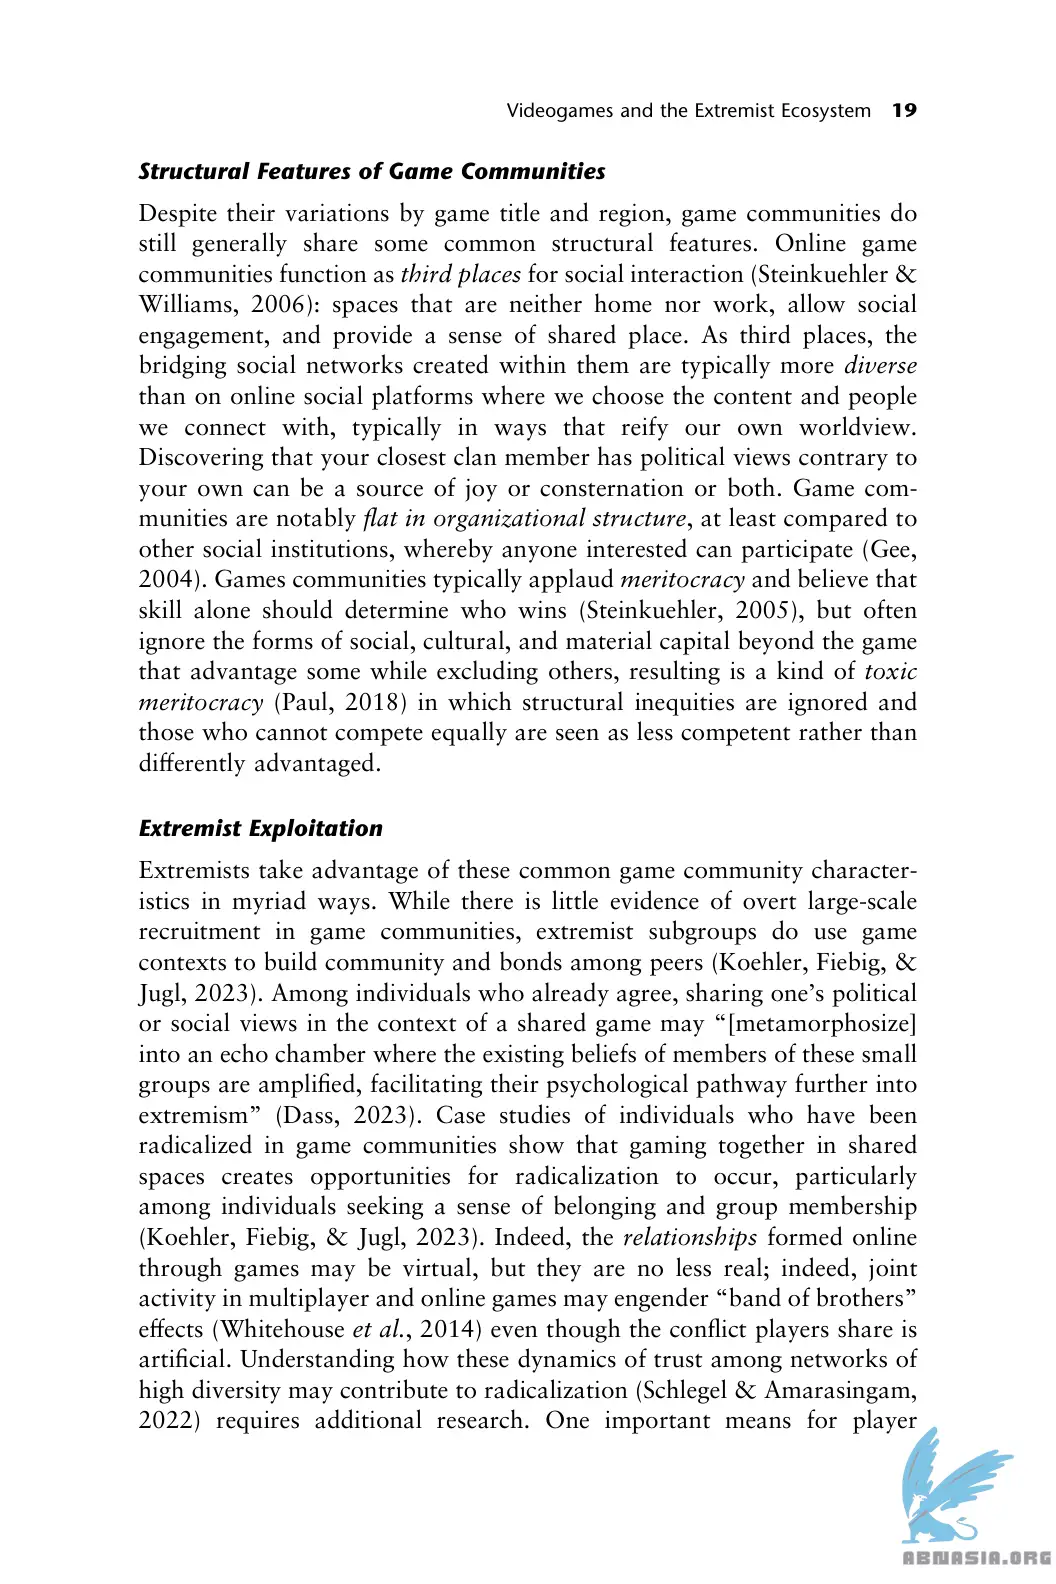 Videogames and the Extremist Ecosystem 19
Structural Features of Game Communities
Despite their variations by game title and region, game communities do
still generally share some common structural features. Online game
communities function as third places for social interaction (Steinkuehler &
Williams, 2006): spaces that are neither home nor work, allow social
engagement, and provide a sense of shared place. As third places, the
bridging social networks created within them are typically more diverse
than on online social platforms where we choose the content and people
we connect with, typically in ways that reify our own worldview.
Discovering that your closest clan member has political views contrary to
your own can be a source of joy or consternation or both. Game com-
munities are notably flat in organizational structure, at least compared to
other social institutions, whereby anyone interested can participate (Gee,
2004). Games communities typically applaud meritocracy and believe that
skill alone should determine who wins (Steinkuehler, 2005), but often
ignore the forms of social, cultural, and material capital beyond the game
that advantage some while excluding others, resulting is a kind of toxic
meritocracy (Paul, 2018) in which structural inequities are ignored and
those who cannot compete equally are seen as less competent rather than
differently advantaged.
Extremist Exploitation
Extremists take advantage of these common game community character-
istics in myriad ways. While there is little evidence of overt large-scale
recruitment in game communities, extremist subgroups do use game
contexts to build community and bonds among peers (Koehler, Fiebig, &
Jugl, 2023). Among individuals who already agree, sharing one's political
or social views in the context of a shared game may “[metamorphosize]
into an echo chamber where the existing beliefs of members of these small
groups are amplified, facilitating their psychological pathway further into
extremism” (Dass, 2023). Case studies of individuals who have been
radicalized in game communities show that gaming together in shared
spaces creates opportunities for radicalization to occur, particularly
among individuals seeking a sense of belonging and group membership
(Koehler, Fiebig, & Jugl, 2023). Indeed, the relationships formed online
through games may be virtual, but they are no less real; indeed, joint
activity in multiplayer and online games may engender “band of brothers”
effects (Whitehouse et al., 2014) even though the conflict players share is
artificial. Understanding how these dynamics of trust among networks of
high diversity may contribute to radicalization (Schlegel & Amarasingam,
2022) requires additional research. One important means for player
ABNASIA.ORG